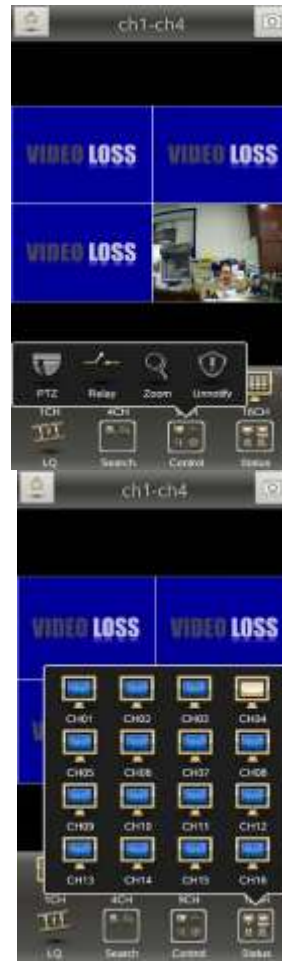 ch1-ch4
VIDEO LOSS VIDEO LOSS
VIDEO LOSS
PTZ Relay Zoom Unnotify
1CH 4CH 16CH
LQ Search Control Status
ch1-ch4
VIDEO LOSS VIDEO LOSS
CH01 CH02 CH03 CH04
CH05 CH06 CH07 CH08
CH09 CH10 CH11 CH12
CH13 CH14 CH15 CH16
1CH 4CH 9CH
LQ Search Control Status